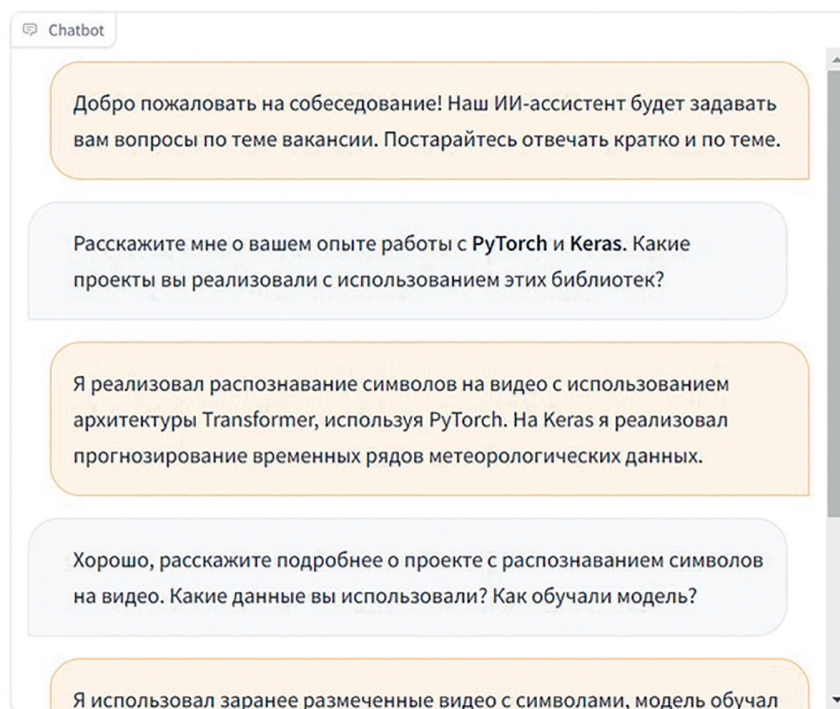 Chatbot
Добро пожаловать на собеседование! Наш ИИ-ассистент будет задавать
вам вопросы по теме вакансии. Постарайтесь отвечать кратко и по теме.
Расскажите мне о вашем опыте работы с PyTorch и Keras. Какие
проекты вы реализовали с использованием этих библиотек?
Я реализовал распознавание символов на видео с использованием
архитектуры Transformer, используя PyTorch. На Keras я реализовал
прогнозирование временных рядов метеорологических данных.
Хорошо, расскажите подробнее о проекте с распознаванием символов
на видео. Какие данные вы использовали? Как обучали модель?
Я использовал заранее размеченные видео с символами, модель обучал